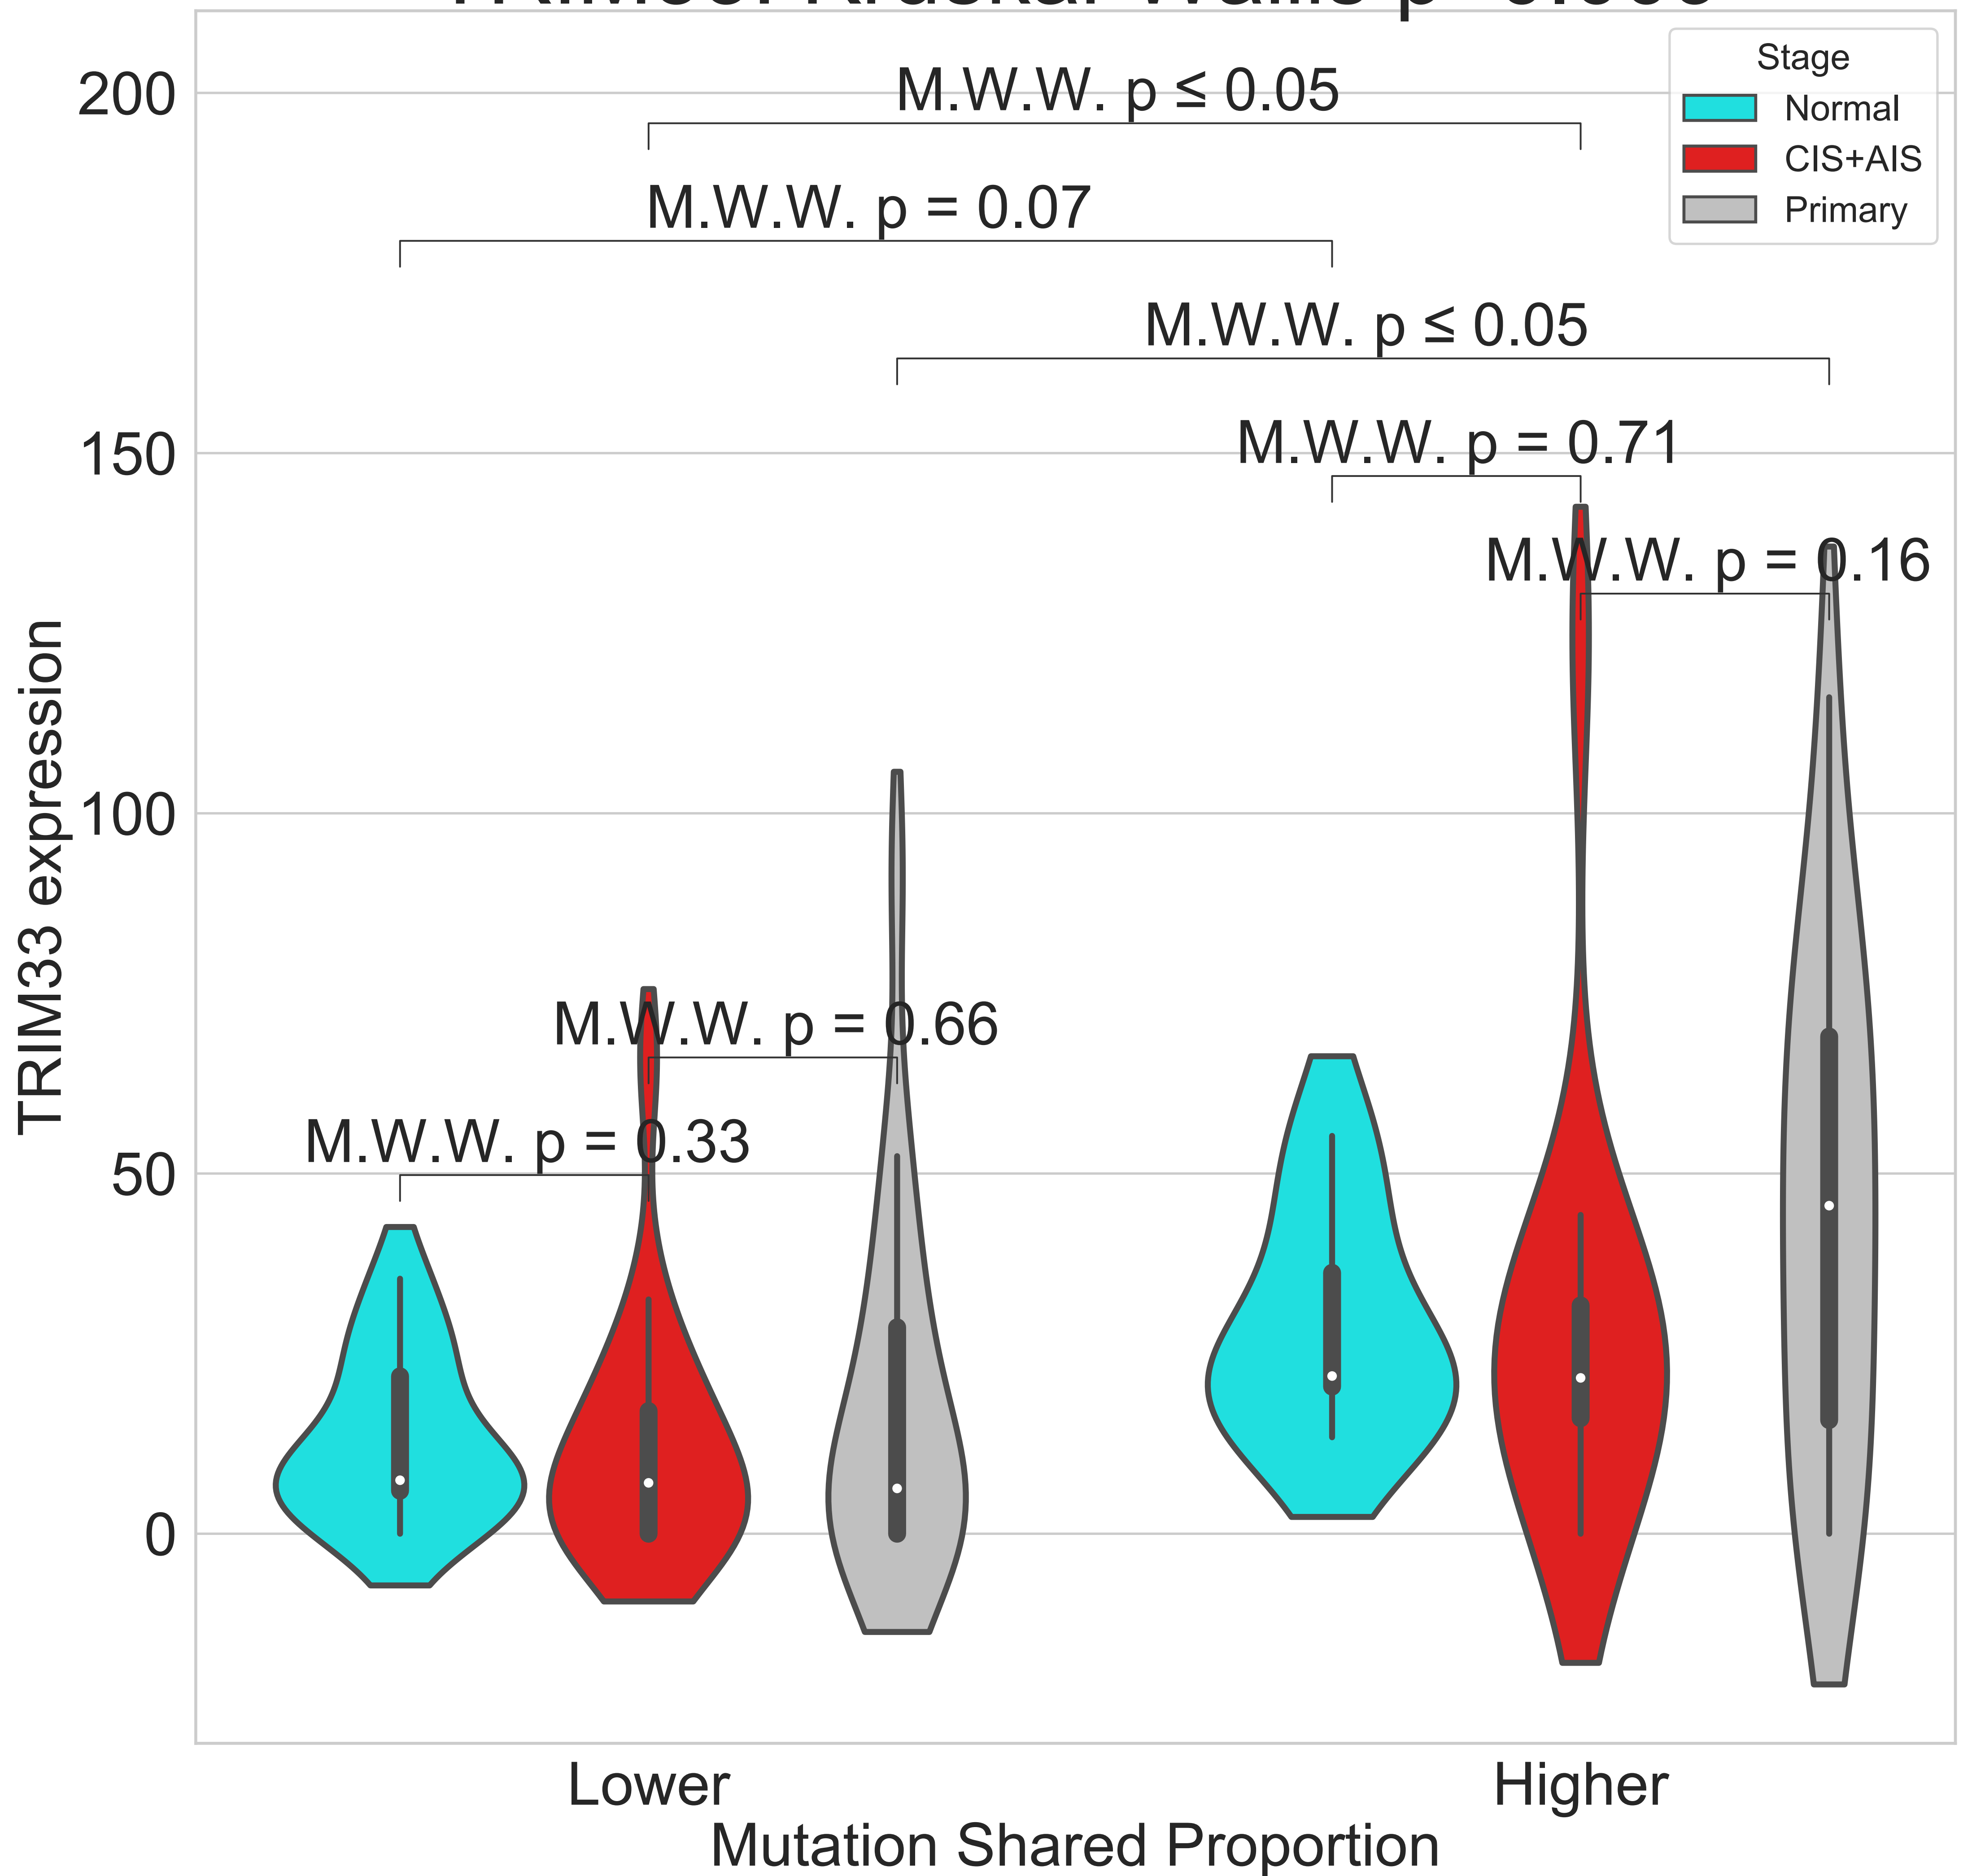 Stage
Normal
CIS+AIS
Primary
M.W.W. p ≤ 0.05
M.W.W. p = 0.07
M.W.W. p ≤ 0.05
M.W.W. p = 0.71
M.W.W. p = 0.16
M.W.W. p = 0.66
M.W.W. p = 0.33
200
150
100
50
0
TRIM33 expression
Lower
Higher
Mutation Shared Proportion